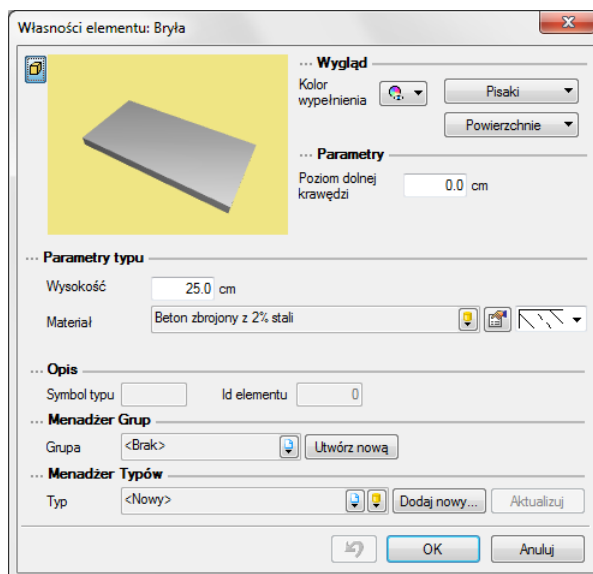 Własności elementu: Bryła
... Wygląd
Kolor wypełnienia
Pisaki
Powierzchnie
... Parametry
Poziom dolnej krawędzi
0.0 cm
... Parametry typu
Wysokość 25.0 cm
Materiał Beton zbrojony z 2% stali
... Opis
Symbol typu Id elementu 0
... Menadżer Grup
Grupa <Brak> Utwórz nową
... Menadżer Typów
Typ <Nowy> Dodaj nowy... Aktualizuj
OK Anuluj